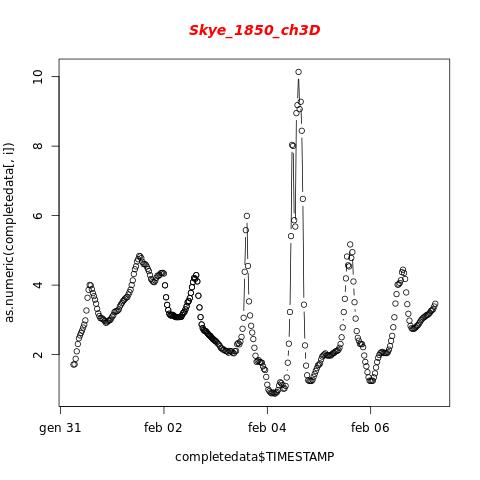 Skye_1850_ch3D
as.numeric(completedata[, i])
10
8
6
4
2
gen 31
feb 02
feb 04
feb 06
completedata$TIMESTAMP